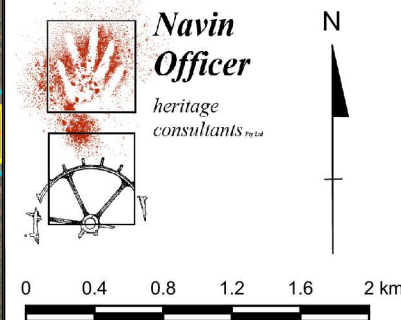 Navin
Officer
heritage
consultants Pty Ltd
N
0 0.4 0.8 1.2 1.6 2 km